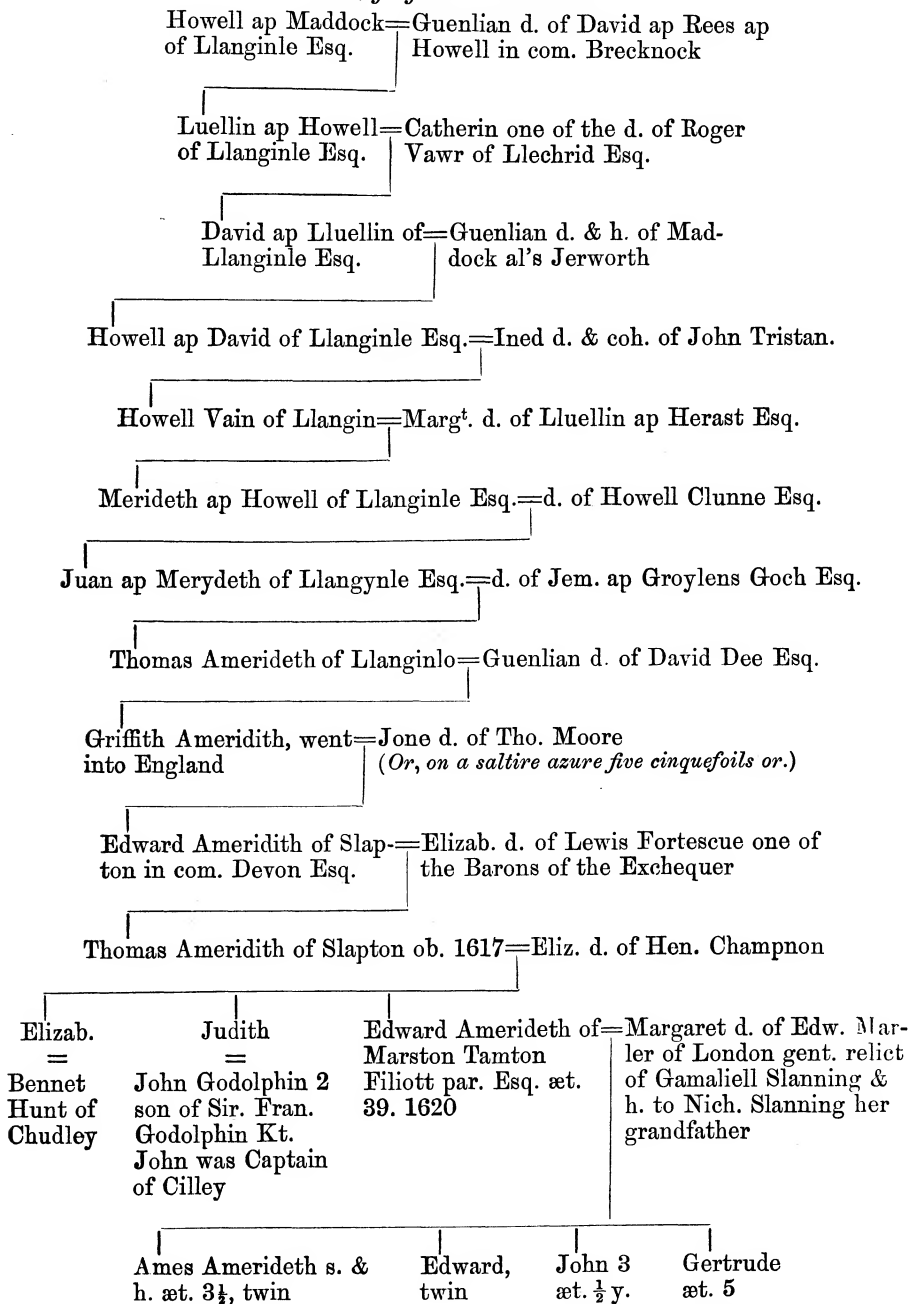 Howell ap Maddock=Guenlian d. of David ap Rees ap
of Llanginle Esq. Howell in com. Brecknock
Luellin ap Howell=Catherin one of the d. of Roger
of Llanginle Esq. Vawr of Llechrid Esq.
David ap Lluellin of=Guenlian d. & h. of Mad-
Llanginle Esq. dock al's Jerworth
Howell ap David of Llanginle Esq.=Ined d. & coh. of John Tristan.
Howell Vain of Llangin=Margt. d. of Lluellin ap Herast Esq.
Merideth ap Howell of Llanginle Esq.=d. of Howell Clunne Esq.
Juan ap Merydeth of Llangynle Esq.=d. of Jem. ap Groylens Goch Esq.
Thomas Amerideth of Llanginlo=Guenlian d. of David Dee Esq.
Griffith Ameridith, went=Jone d. of Tho. Moore
into England (Or, on a saltire azure five cinquefoils or.)
Edward Ameridith of Slap-=Elizab. d. of Lewis Fortescue one of
ton in com. Devon Esq. the Barons of the Exchequer
Thomas Ameridith of Slapton ob. 1617=Eliz. d. of Hen. Champnon
Elizab.
=
Bennet
Hunt of
Chudley
Judith
=
John Godolphin 2
son of Sir. Fran.
Godolphin Kt.
John was Captain
of Cilley
Edward Amerideth of=
Marston Tamton
Filiott par. Esq. æt.
39. 1620
Margaret d. of Edw. Mar-
ler of London gent. relict
of Gamaliell Slanning &
h. to Nich. Slanning her
grandfather
Ames Amerideth s. &
h. æt. 3½, twin
Edward,
twin
John 3
æt. ½ y.
Gertrude
æt. 5